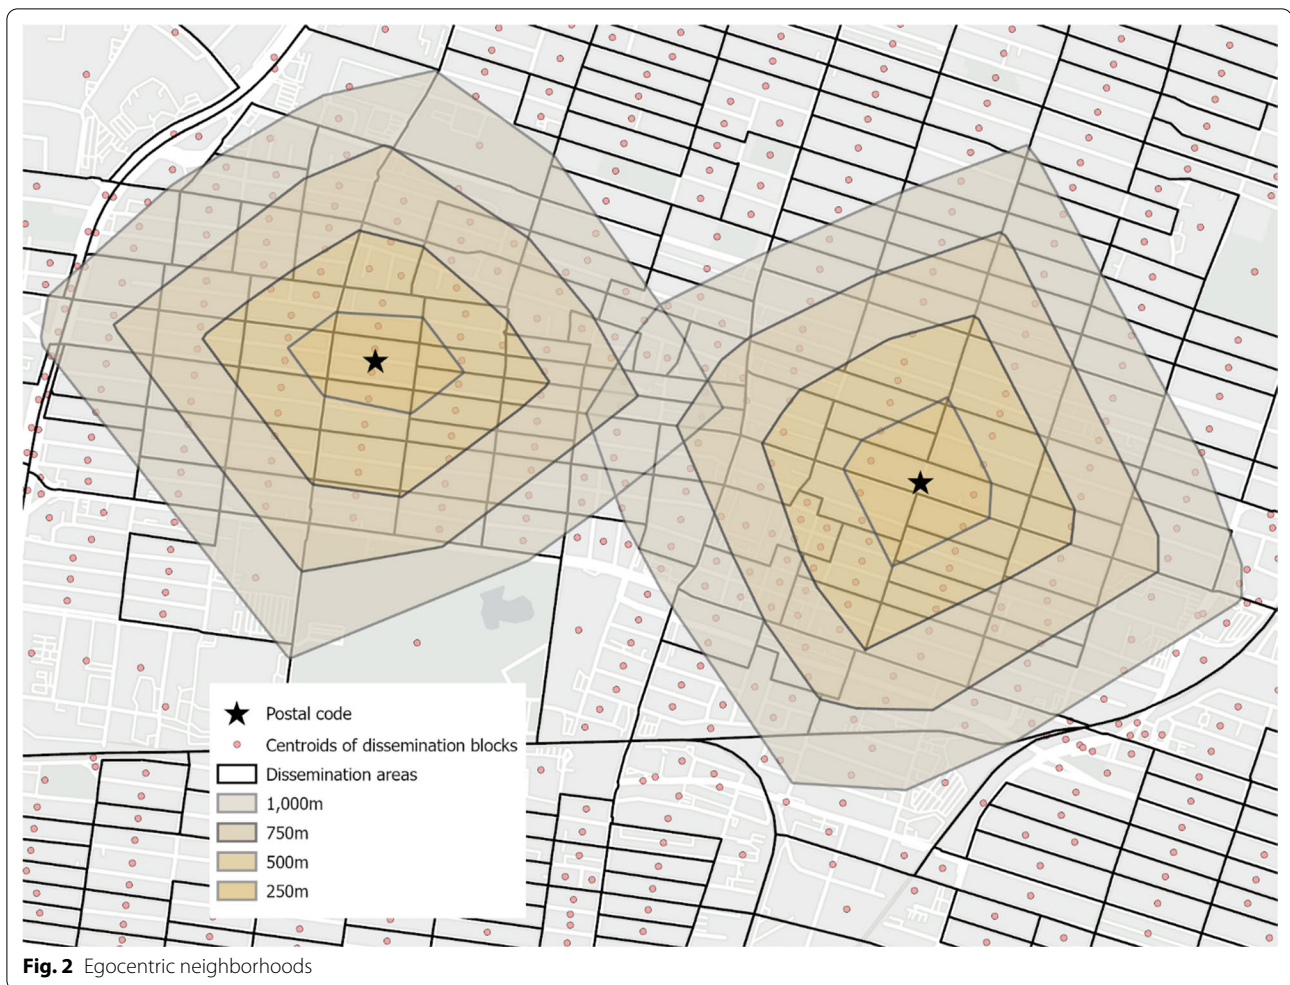 Postal code
Centroids of dissemination blocks
Dissemination areas
1,000m
750m
500m
250m
Fig. 2 Egocentric neighborhoods